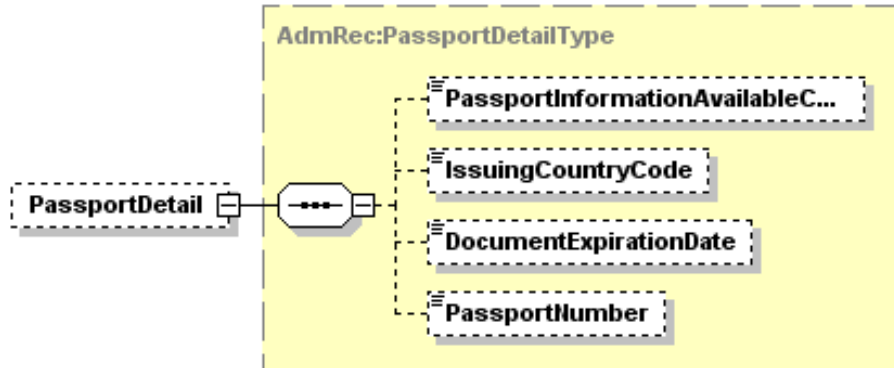 AdmRec:PassportDetailType
PassportInformationAvailableC...
IssuingCountryCode
PassportDetail
DocumentExpirationDate
PassportNumber